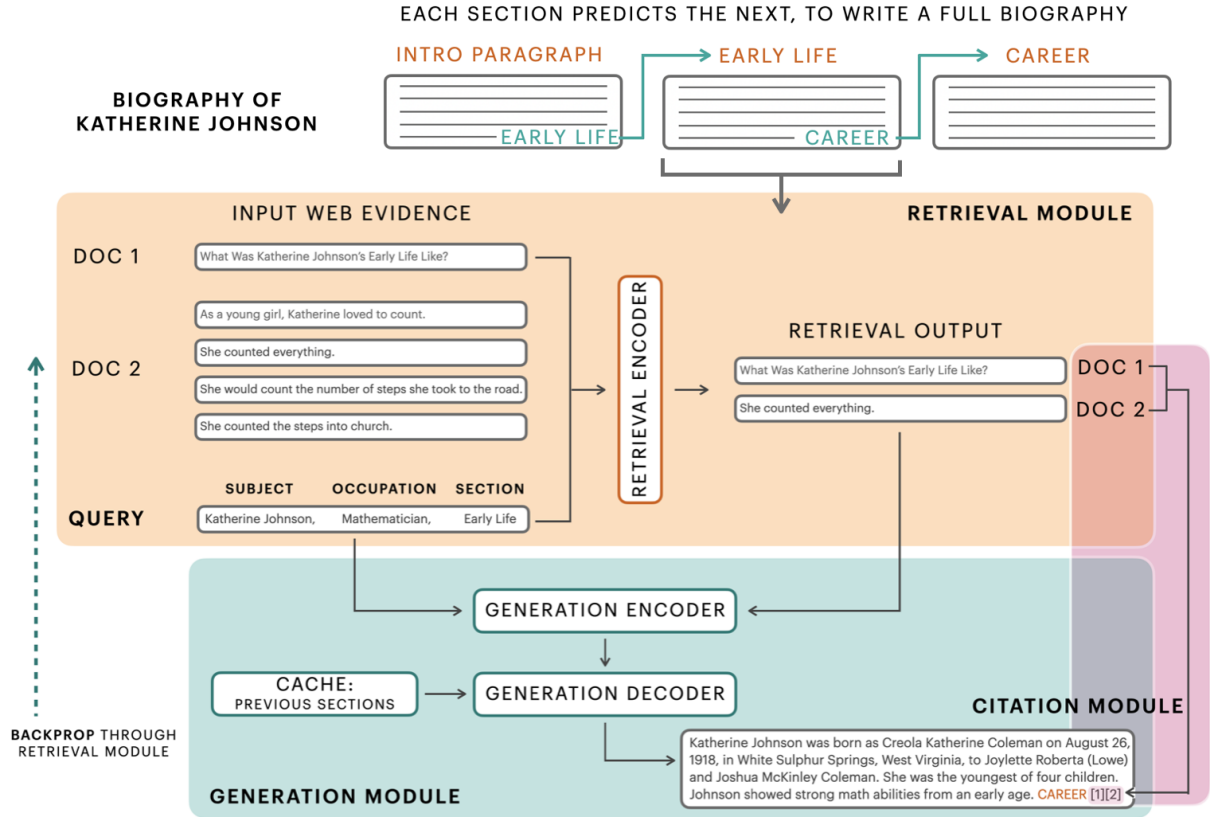 EACH SECTION PREDICTS THE NEXT, TO WRITE A FULL BIOGRAPHY
INTRO PARAGRAPH
EARLY LIFE
CAREER
BIOGRAPHY OF
KATHERINE JOHNSON
EARLY LIFE
CAREER
INPUT WEB EVIDENCE
RETRIEVAL MODULE
DOC 1
What Was Katherine Johnson's Early Life Like?
As a young girl, Katherine loved to count.
DOC 2
She counted everything.
She would count the number of steps she took to the road.
She counted the steps into church.
RETRIEVAL ENCODER
RETRIEVAL OUTPUT
What Was Katherine Johnson's Early Life Like?
DOC 1
She counted everything.
DOC 2
SUBJECT OCCUPATION SECTION
QUERY
Katherine Johnson, Mathematician, Early Life
GENERATION ENCODER
CACHE:
PREVIOUS SECTIONS
GENERATION DECODER
CITATION MODULE
BACKPROP THROUGH
RETRIEVAL MODULE
Katherine Johnson was born as Creola Katherine Coleman on August 26,
1918, in White Sulphur Springs, West Virginia, to Joylette Roberta (Lowe)
and Joshua McKinley Coleman. She was the youngest of four children.
Johnson showed strong math abilities from an early age. CAREER [1][2]
GENERATION MODULE